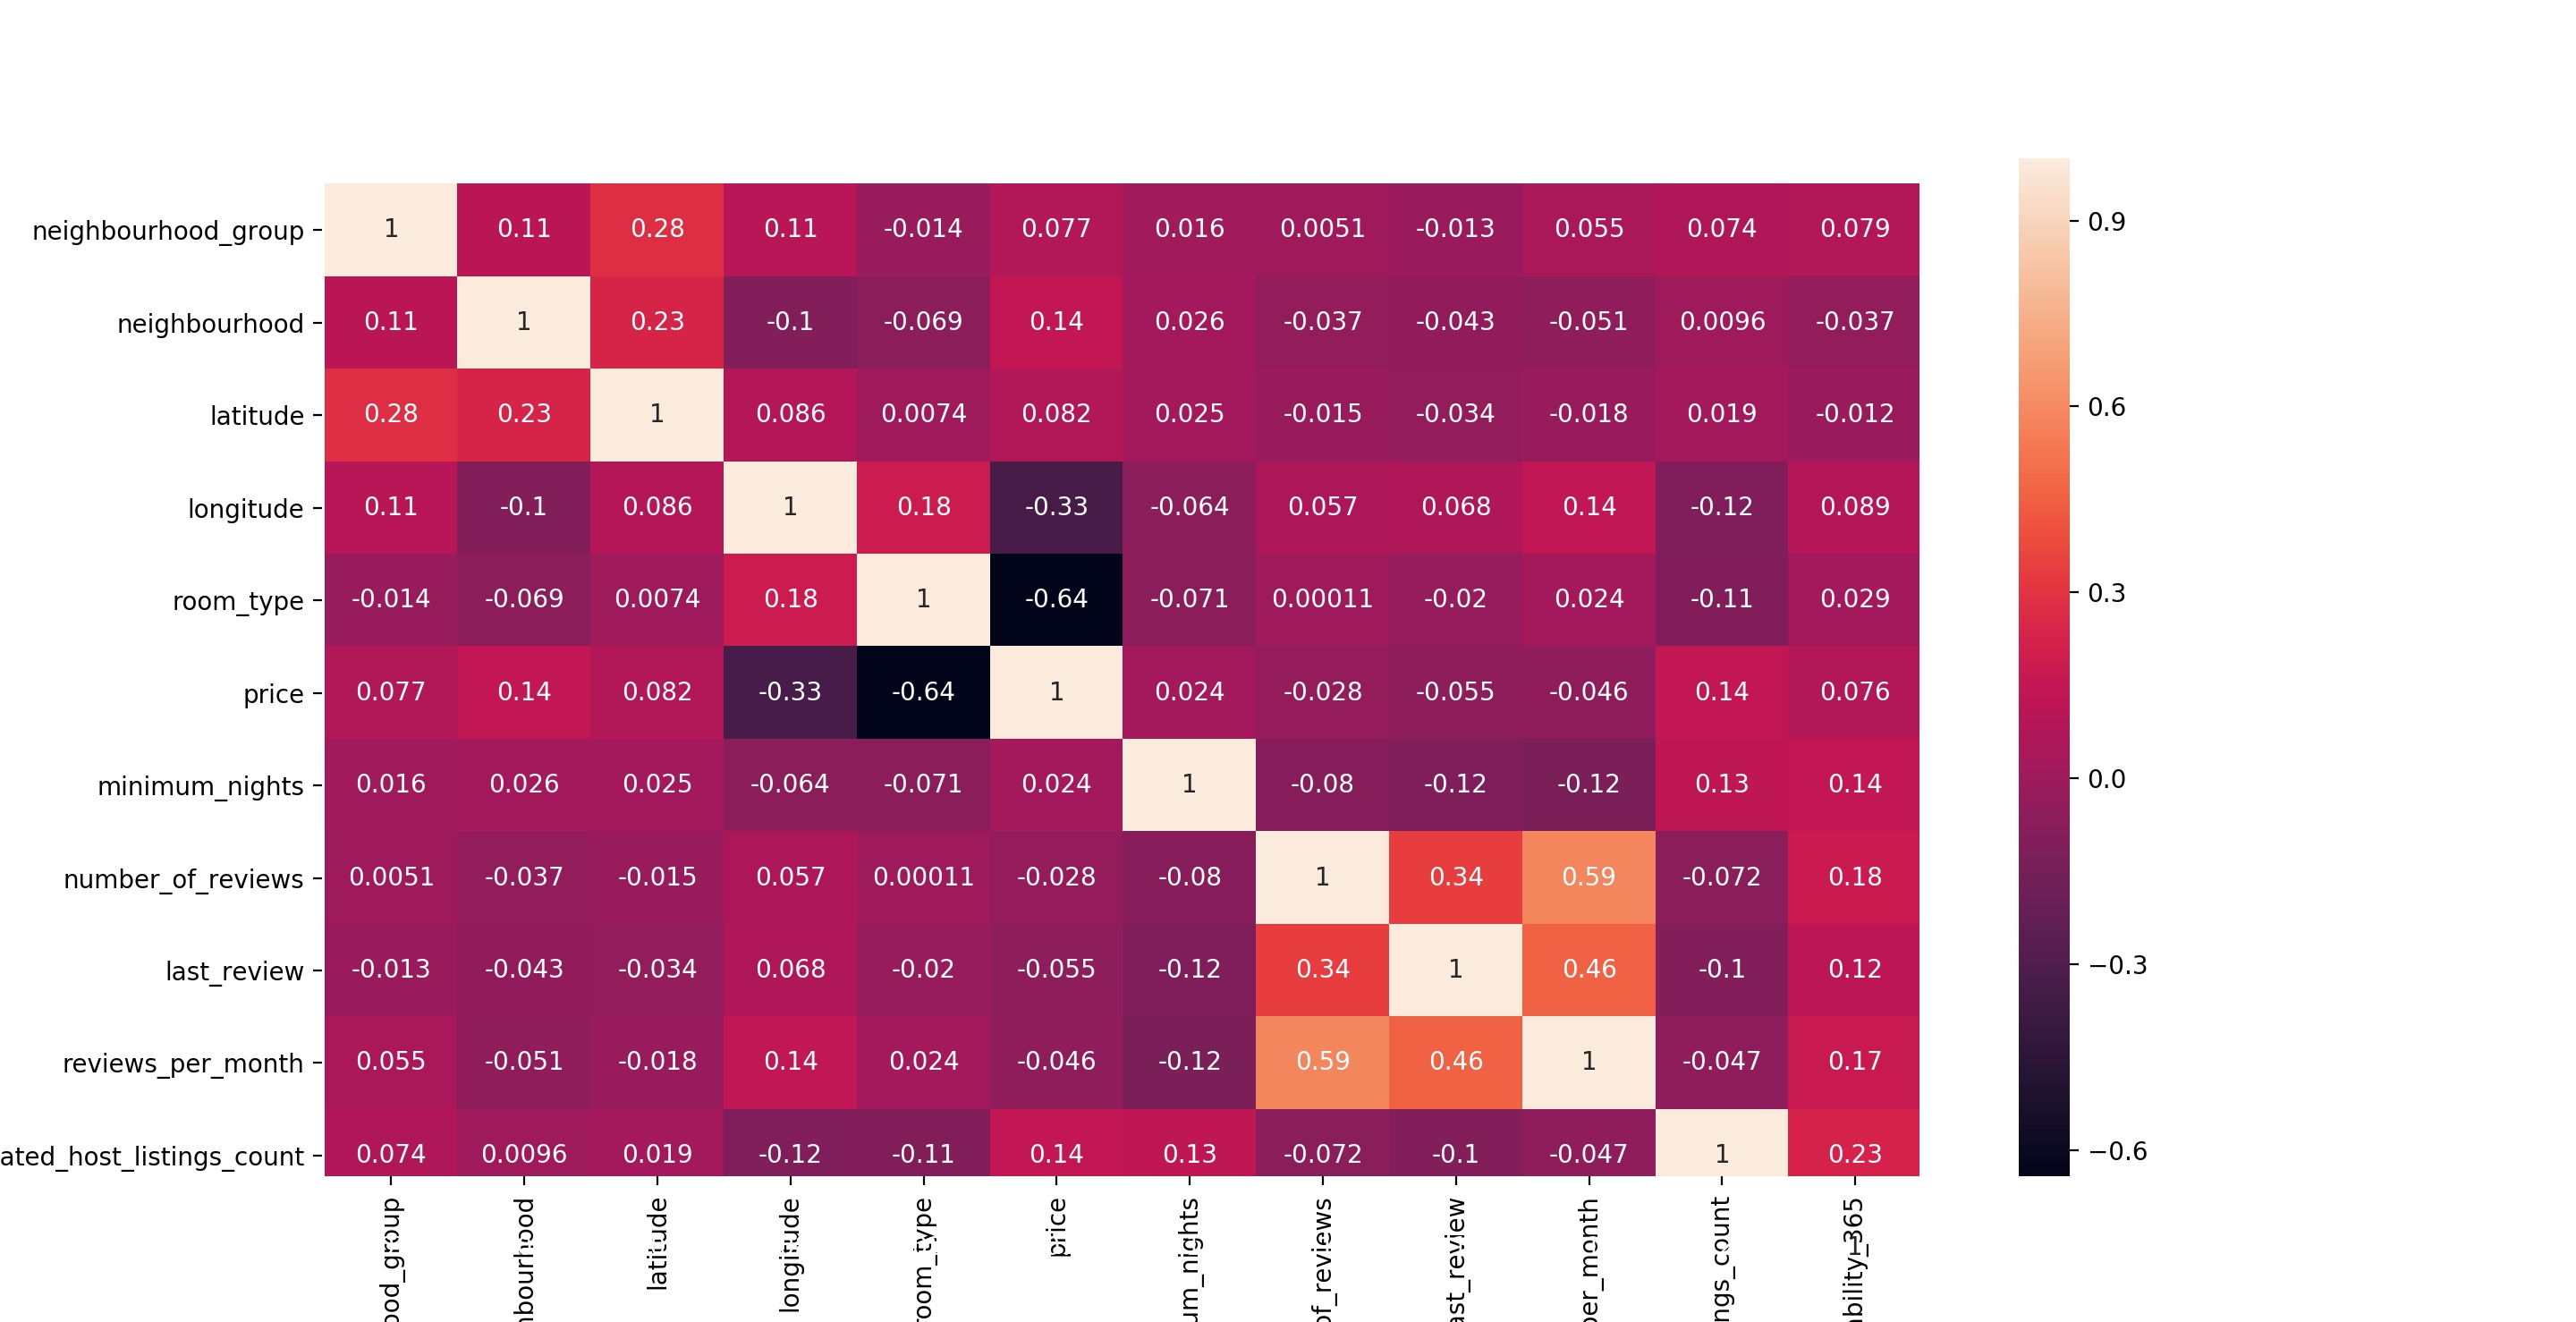 neighbourhood_group 1 0.11 0.28 0.11 -0.014 0.077 0.016 0.0051 -0.013 0.055 0.074 0.079
neighbourhood 0.11 1 0.23 -0.1 -0.069 0.14 0.026 -0.037 -0.043 -0.051 0.0096 -0.037
latitude 0.28 0.23 1 0.086 0.0074 0.082 0.025 -0.015 -0.034 -0.018 0.019 -0.012
longitude 0.11 -0.1 0.086 1 0.18 -0.33 -0.064 0.057 0.068 0.14 -0.12 0.089
room_type -0.014 -0.069 0.0074 0.18 1 -0.64 -0.071 0.00011 -0.02 0.024 -0.11 0.029
price 0.077 0.14 0.082 -0.33 -0.64 1 0.024 -0.028 -0.055 -0.046 0.14 0.076
minimum_nights 0.016 0.026 0.025 -0.064 -0.071 0.024 1 -0.08 -0.12 -0.12 0.13 0.14
number_of_reviews 0.0051 -0.037 -0.015 0.057 0.00011 -0.028 -0.08 1 0.34 0.59 -0.072 0.18
last_review -0.013 -0.043 -0.034 0.068 -0.02 -0.055 -0.12 0.34 1 0.46 -0.1 0.12
reviews_per_month 0.055 -0.051 -0.018 0.14 0.024 -0.046 -0.12 0.59 0.46 1 -0.047 0.17
ated_host_listings_count 0.074 0.0096 0.019 -0.12 -0.11 0.14 0.13 -0.072 -0.1 -0.047 1 0.23
ood_group
hbourhood
latitude
longitude
room_type
price
um_nights
of_reviews
ast_review
per_month
ngs_count
ability_365
0.9
0.6
0.3
0.0
−0.3
−0.6